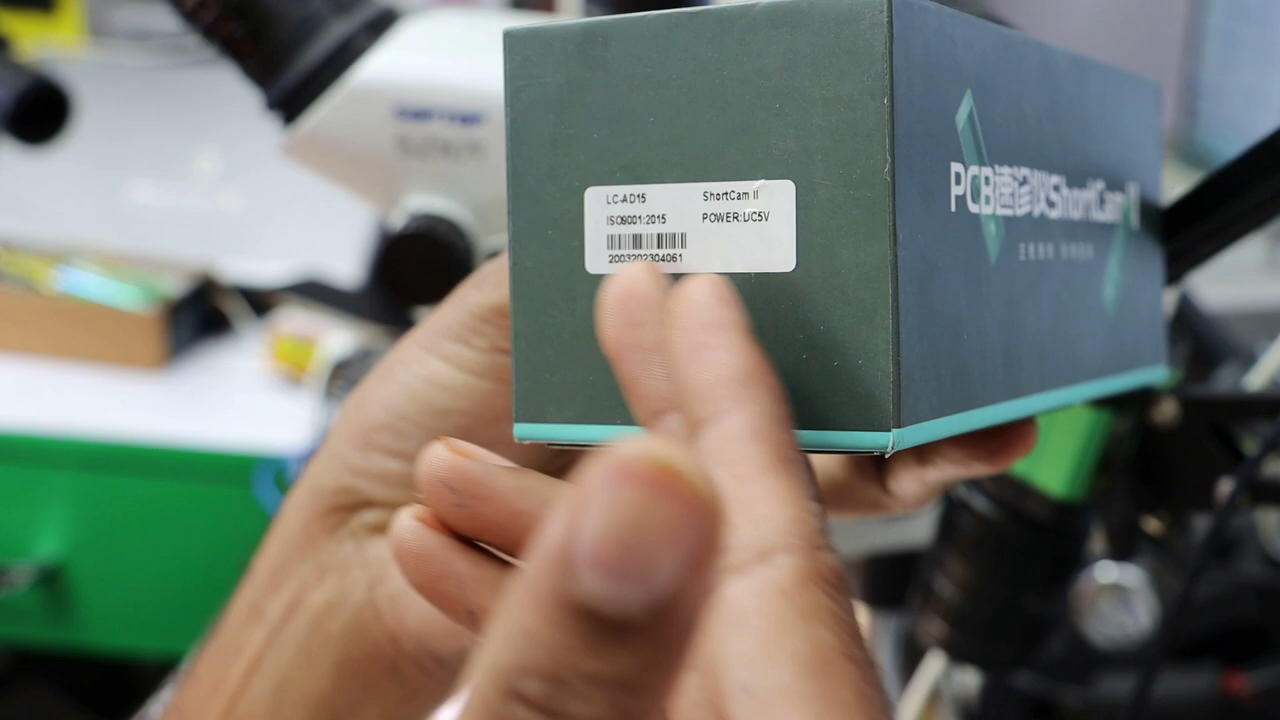 LC-AD15 ShortCam II
ISO9001:2015 POWER:DC5V
2003202304061
PCB速诊仪ShortCam II